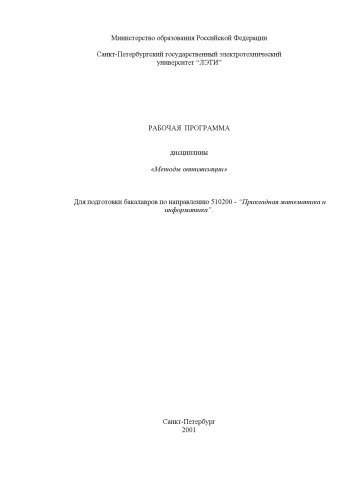 Министерство образования Российской Федерации
Санкт-Петербургский государственный электротехнический
университет “ЛЭТИ”
РАБОЧАЯ ПРОГРАММА
дисциплины
«Методы оптимизации»
Для подготовки бакалавров по направлению 510200 - “Прикладная математика и
информатика”.
Санкт-Петербург
2001